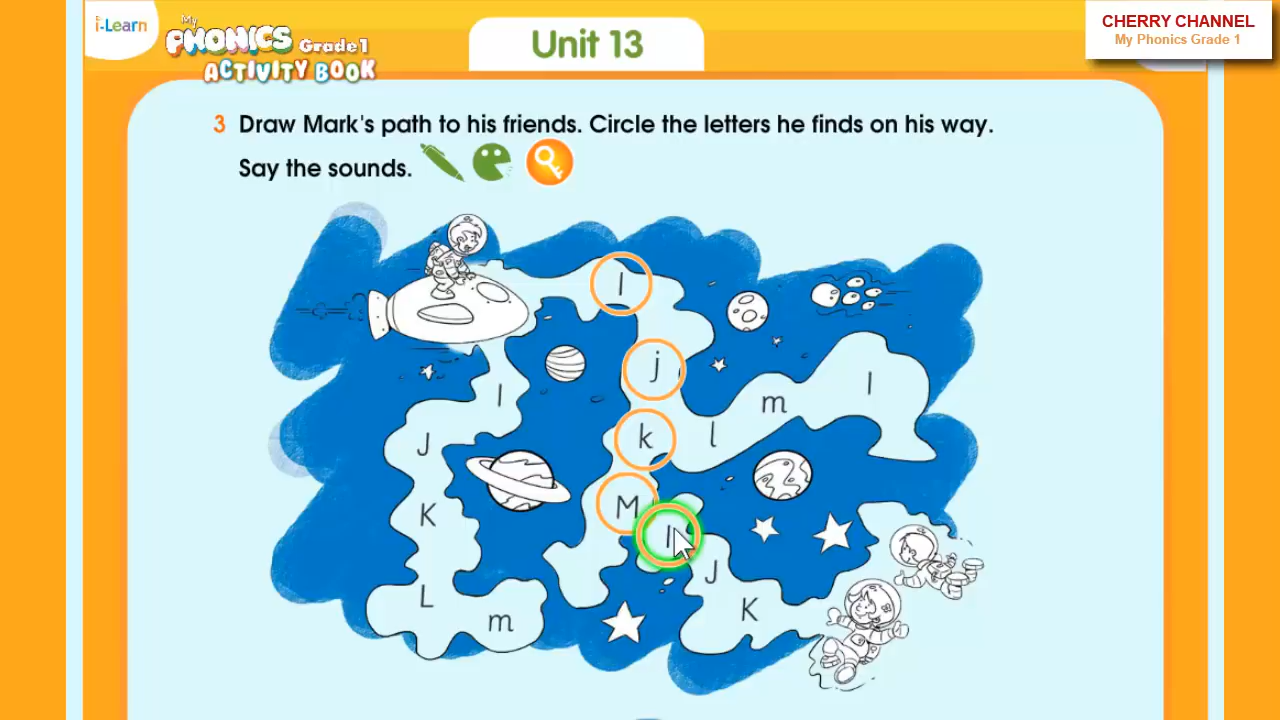 i-Learn
My
PHONICS Grade 1
ACTIVITY BOOK
Unit 13
CHERRY CHANNEL
My Phonics Grade 1
3 Draw Mark's path to his friends. Circle the letters he finds on his way.
Say the sounds.
I
j
I
m
I
J
k
l
K
M
I
J
L
m
K